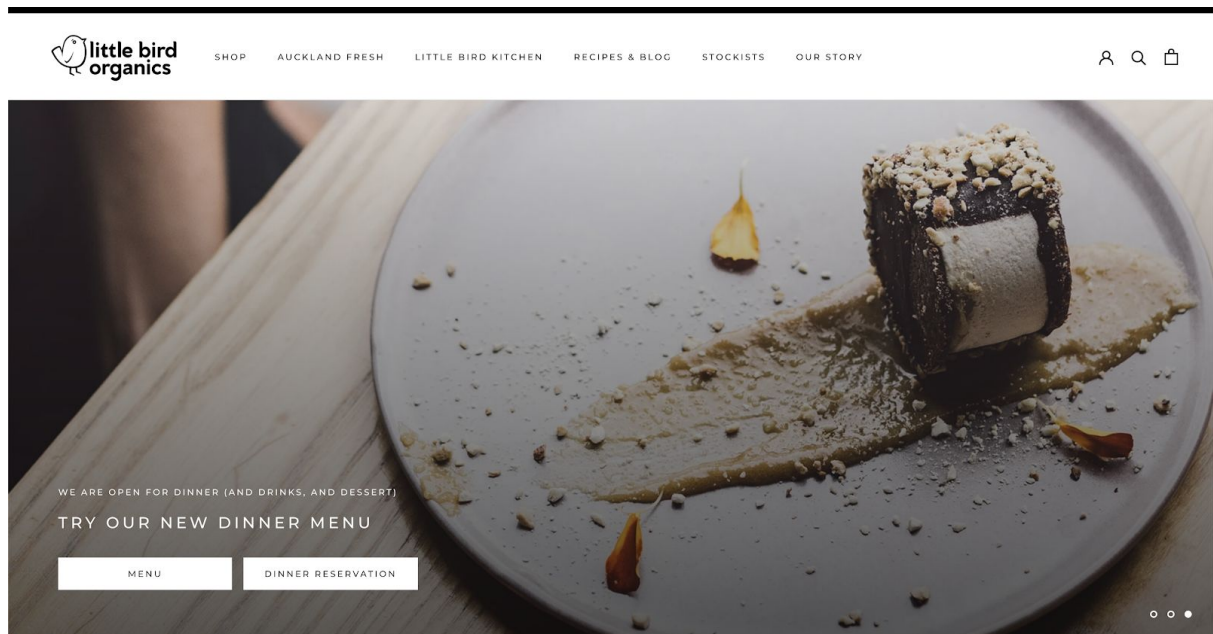 little bird
organics
SHOP AUCKLAND FRESH LITTLE BIRD KITCHEN RECIPES & BLOG STOCKISTS OUR STORY
WE ARE OPEN FOR DINNER (AND DRINKS, AND DESSERT)
TRY OUR NEW DINNER MENU
MENU DINNER RESERVATION